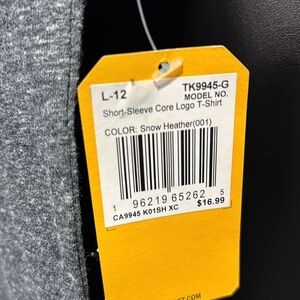 L-12
TK9945-G
MODEL NO.
Short-Sleeve Core Logo T-Shirt
COLOR: Snow Heather(001)
1 96219 65262 5
CA9945 K01SH XC $16.99
.COM